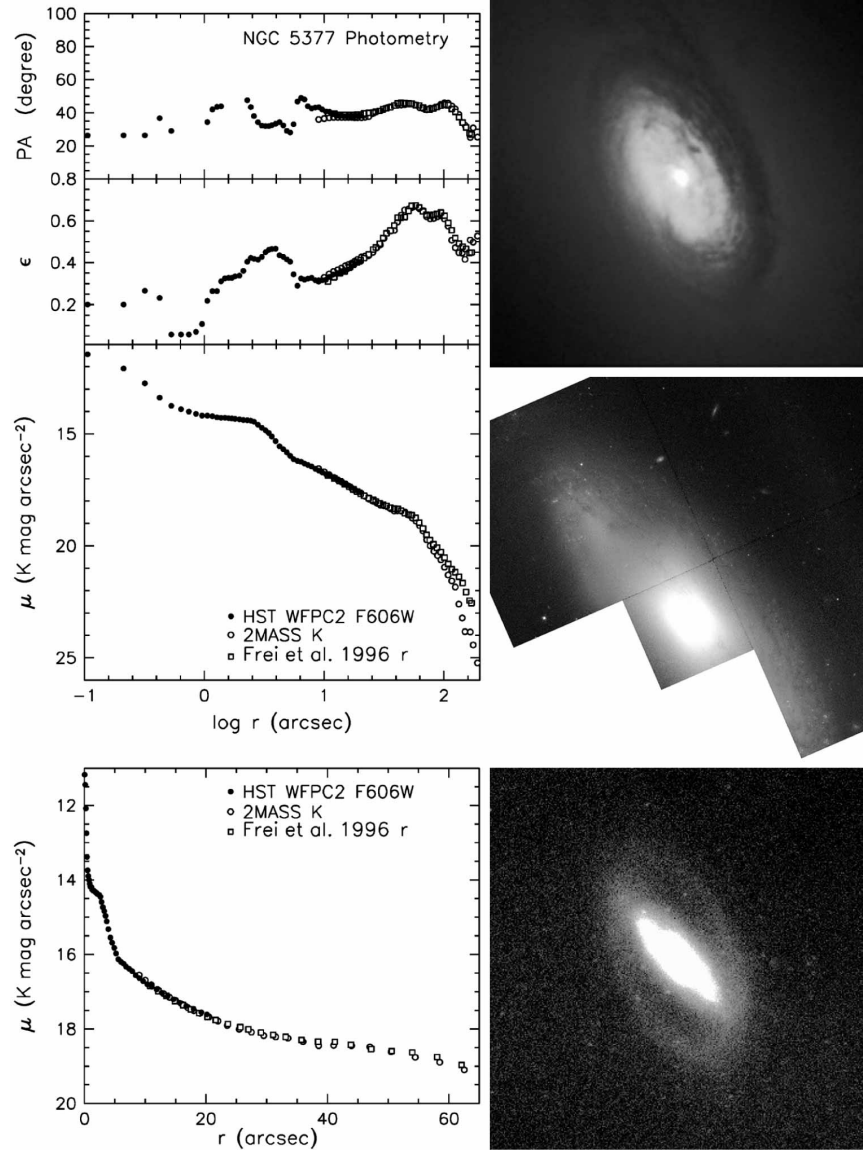 NGC 5377 Photometry
PA (degree)
100
80
60
40
20
0.8
ϵ
0.6
0.4
0.2
μ (K mag arcsec⁻²)
15
20
25
HST WFPC2 F606W
2MASS K
Frei et al. 1996 r
−1
0
1
2
log r (arcsec)
μ (K mag arcsec⁻²)
12
14
16
18
20
HST WFPC2 F606W
2MASS K
Frei et al. 1996 r
0
20
40
60
r (arcsec)